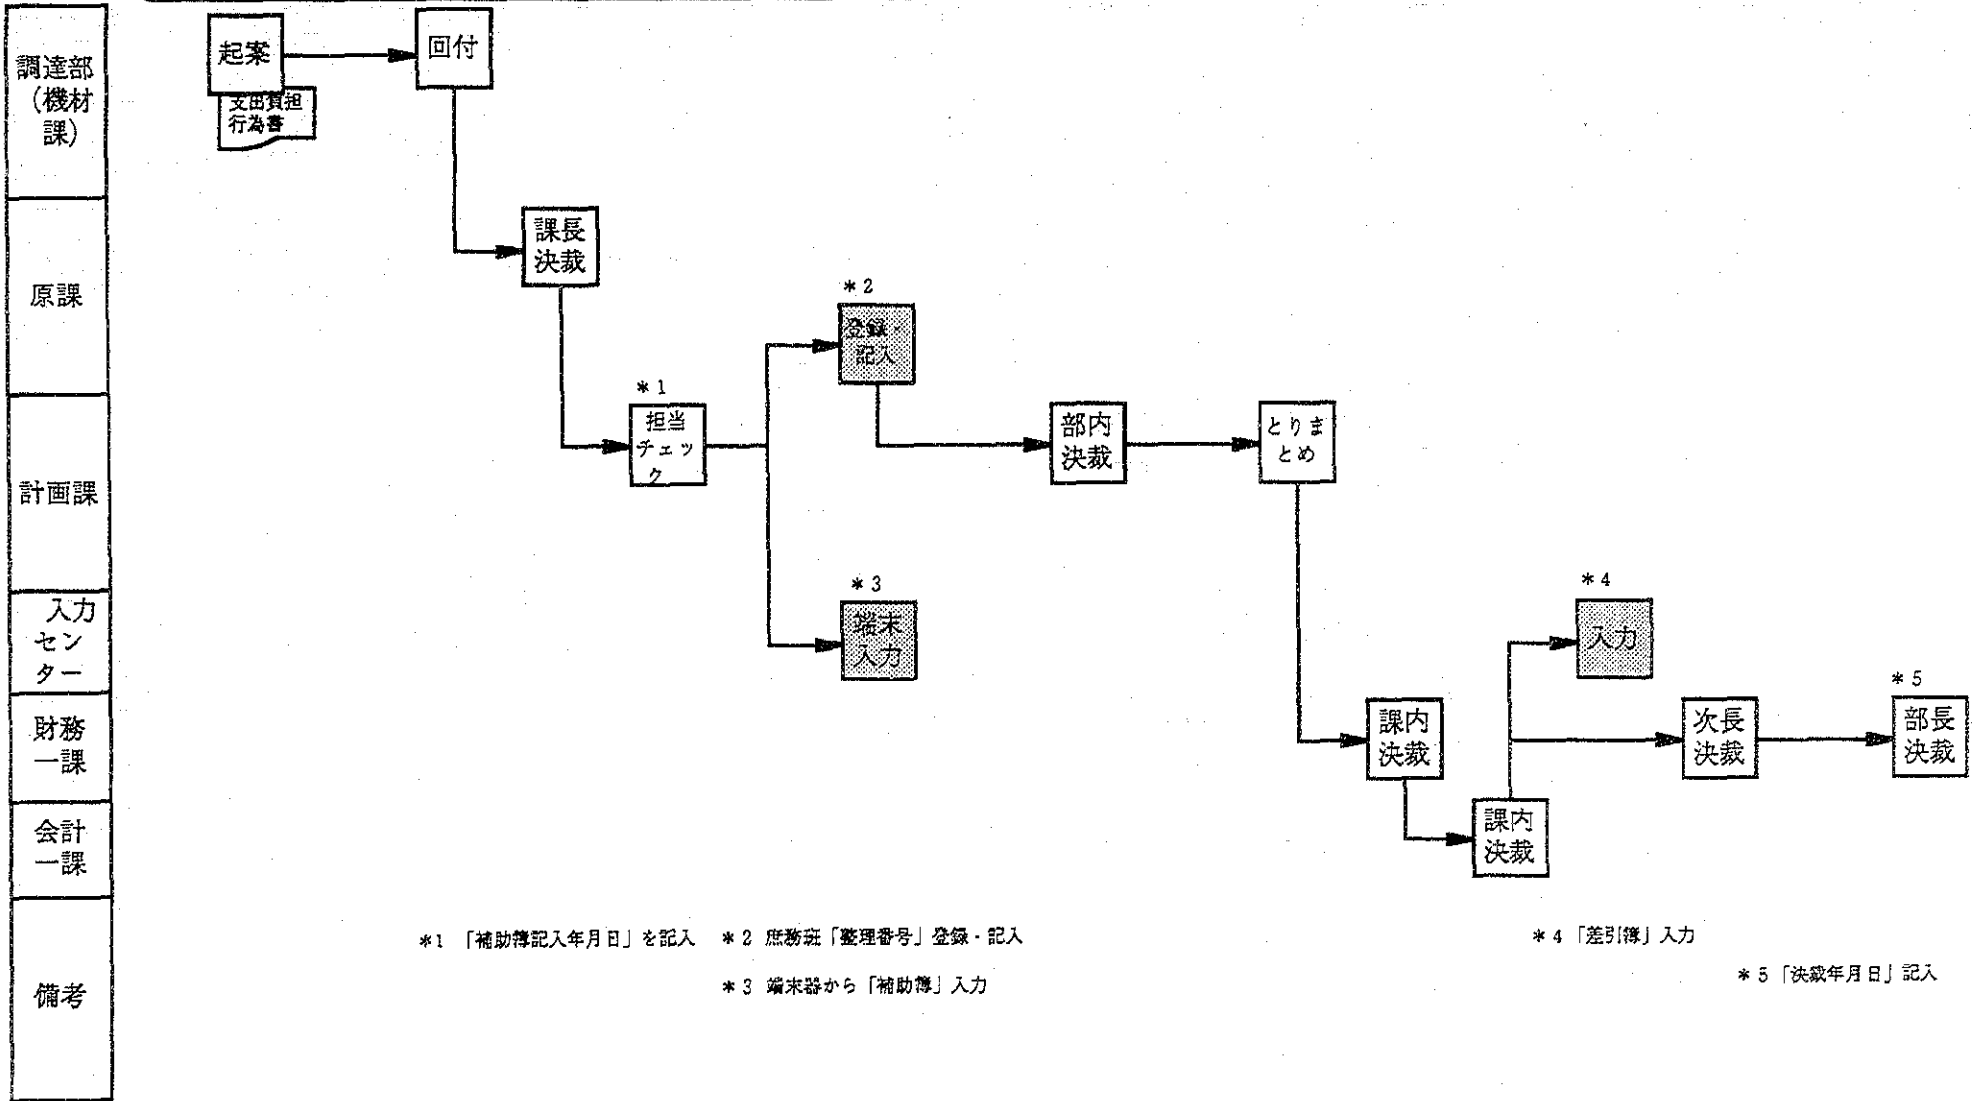 調達部
（機材
課）
起案
支出負担
行為書
回付
原課
課長
決裁
＊2
登録・
記入
計画課
＊1
担当
チェッ
ク
部内
決裁
とりま
とめ
入力
セン
ター
＊3
端末
入力
＊4
入力
財務
一課
課内
決裁
次長
決裁
＊5
部長
決裁
会計
一課
課内
決裁
備考
＊1 「補助簿記入年月日」を記入
＊2 庶務班「整理番号」登録・記入
＊3 端末器から「補助簿」入力
＊4 「差引簿」入力
＊5 「決裁年月日」記入